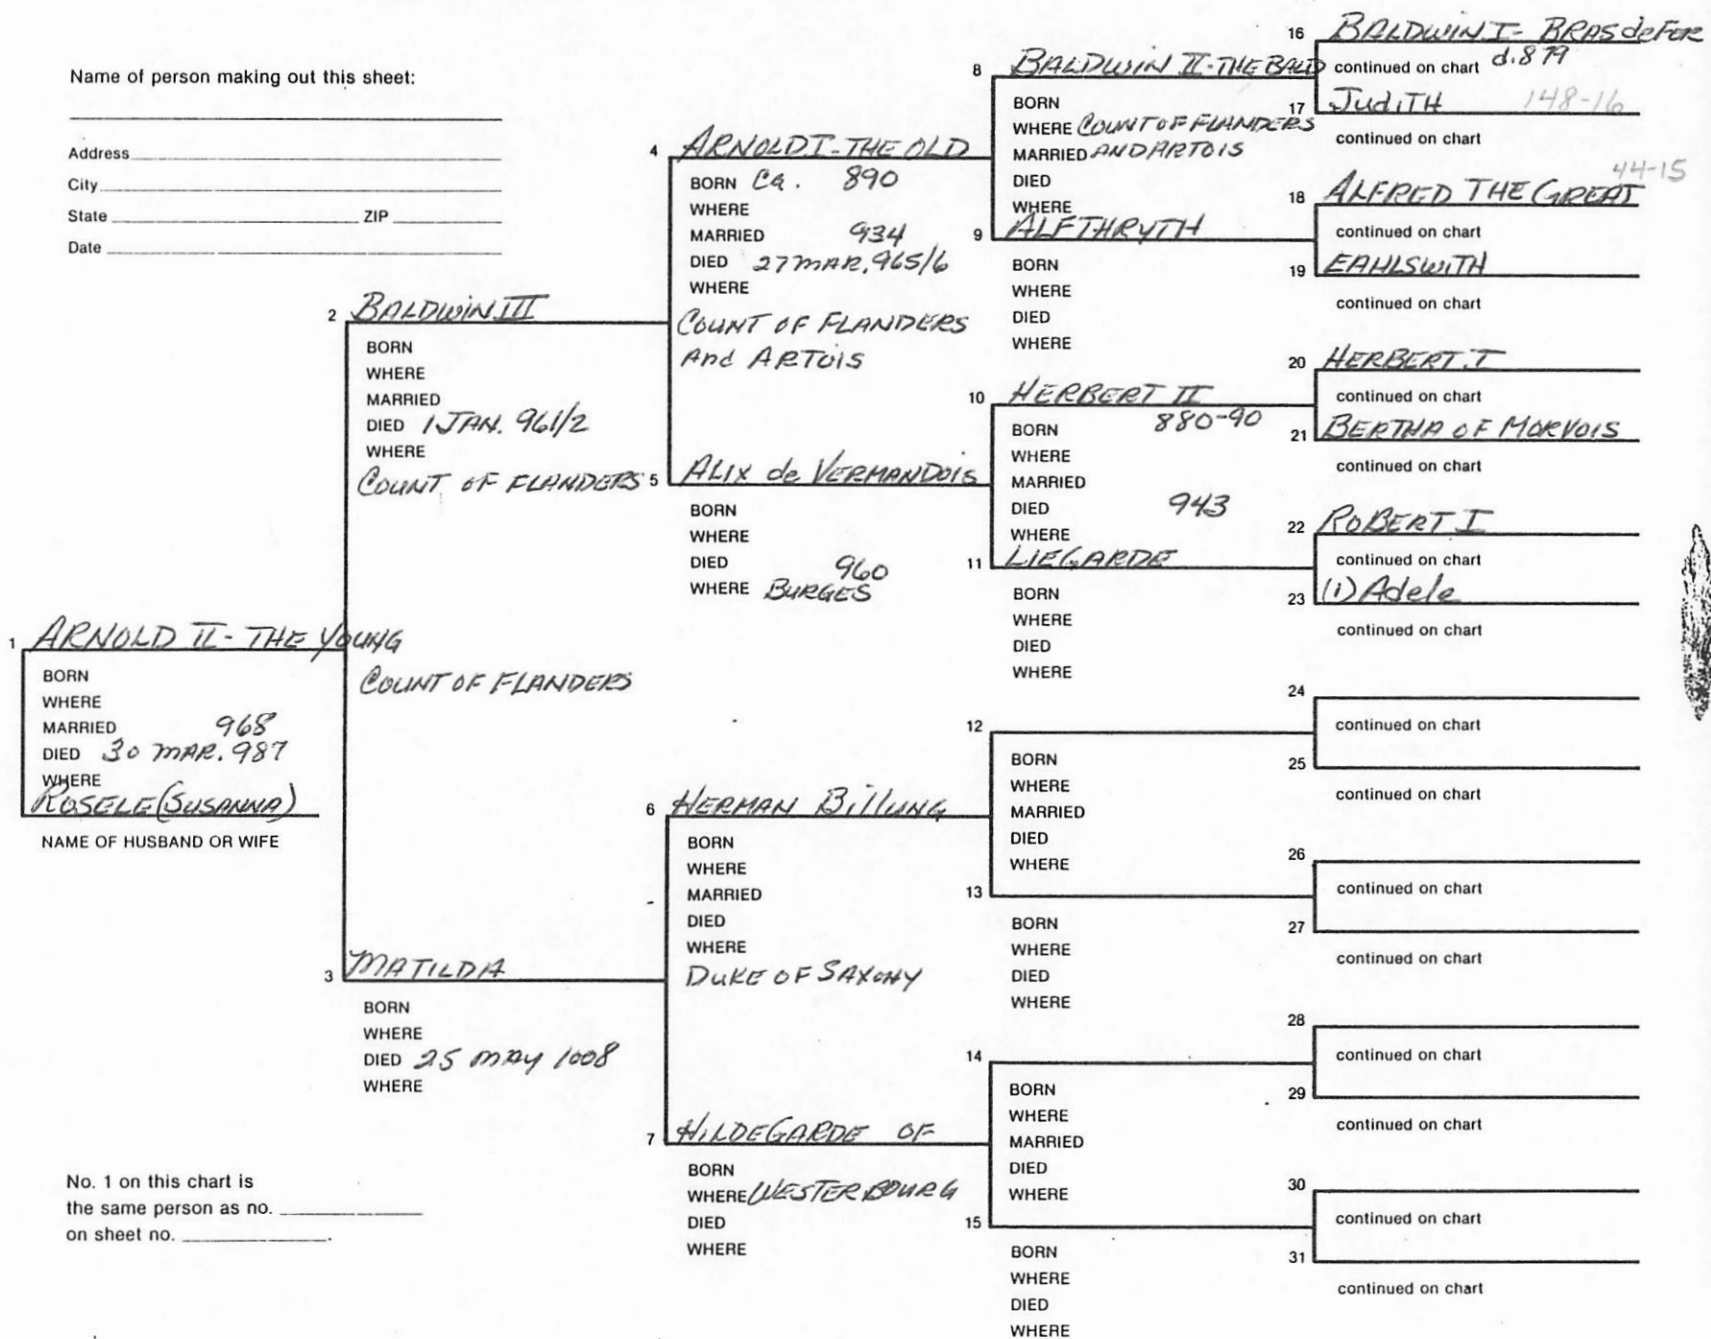 Name of person making out this sheet:
Address
City
State ZIP
Date
No. 1 on this chart is
the same person as no.
on sheet no. .
1 ARNOLD II - THE YOUNG
BORN
WHERE
MARRIED 968
DIED 30 MAR. 987
WHERE
ROSELE (SUSANNA)
NAME OF HUSBAND OR WIFE
2 BALDWIN III
BORN
WHERE
MARRIED
DIED 1 JAN. 961/2
WHERE
COUNT OF FLANDERS
COUNT OF FLANDERS
3 MATILDA
BORN
WHERE
DIED 25 MAY 1008
WHERE
4 ARNOLD I - THE OLD
BORN Ca. 890
WHERE
MARRIED 934
DIED 27 MAR. 965/6
WHERE
COUNT OF FLANDERS
And ARTOIS
5 ALIX de VERMANDOIS
BORN
WHERE
DIED 960
WHERE BURGES
6 HERMAN BILLUNG
BORN
WHERE
MARRIED
DIED
WHERE
DUKE OF SAXONY
7 HILDEGARDE OF
BORN
WHERE WESTERBOURG
DIED
WHERE
8 BALDWIN II - THE BALD
BORN
WHERE COUNT OF FLANDERS
MARRIED AND ARTOIS
DIED
WHERE
9 ALFTHRYTH
BORN
WHERE
DIED
WHERE
10 HERBERT II
BORN 880-90
WHERE
MARRIED
DIED 943
WHERE
11 LIEGARDE
BORN
WHERE
DIED
WHERE
12
BORN
WHERE
MARRIED
DIED
WHERE
13
BORN
WHERE
DIED
WHERE
14
BORN
WHERE
MARRIED
DIED
WHERE
15
BORN
WHERE
DIED
WHERE
16 BALDWIN I - BRAS de FER
continued on chart d. 879
17 JUDITH 148-16
continued on chart
44-15
18 ALFRED THE GREAT
continued on chart
19 EAHLSWITH
continued on chart
20 HERBERT I
continued on chart
21 BERTHA OF MORVOIS
continued on chart
22 ROBERT I
continued on chart
23 (1) Adele
continued on chart
24
continued on chart
25
continued on chart
26
continued on chart
27
continued on chart
28
continued on chart
29
continued on chart
30
continued on chart
31
continued on chart